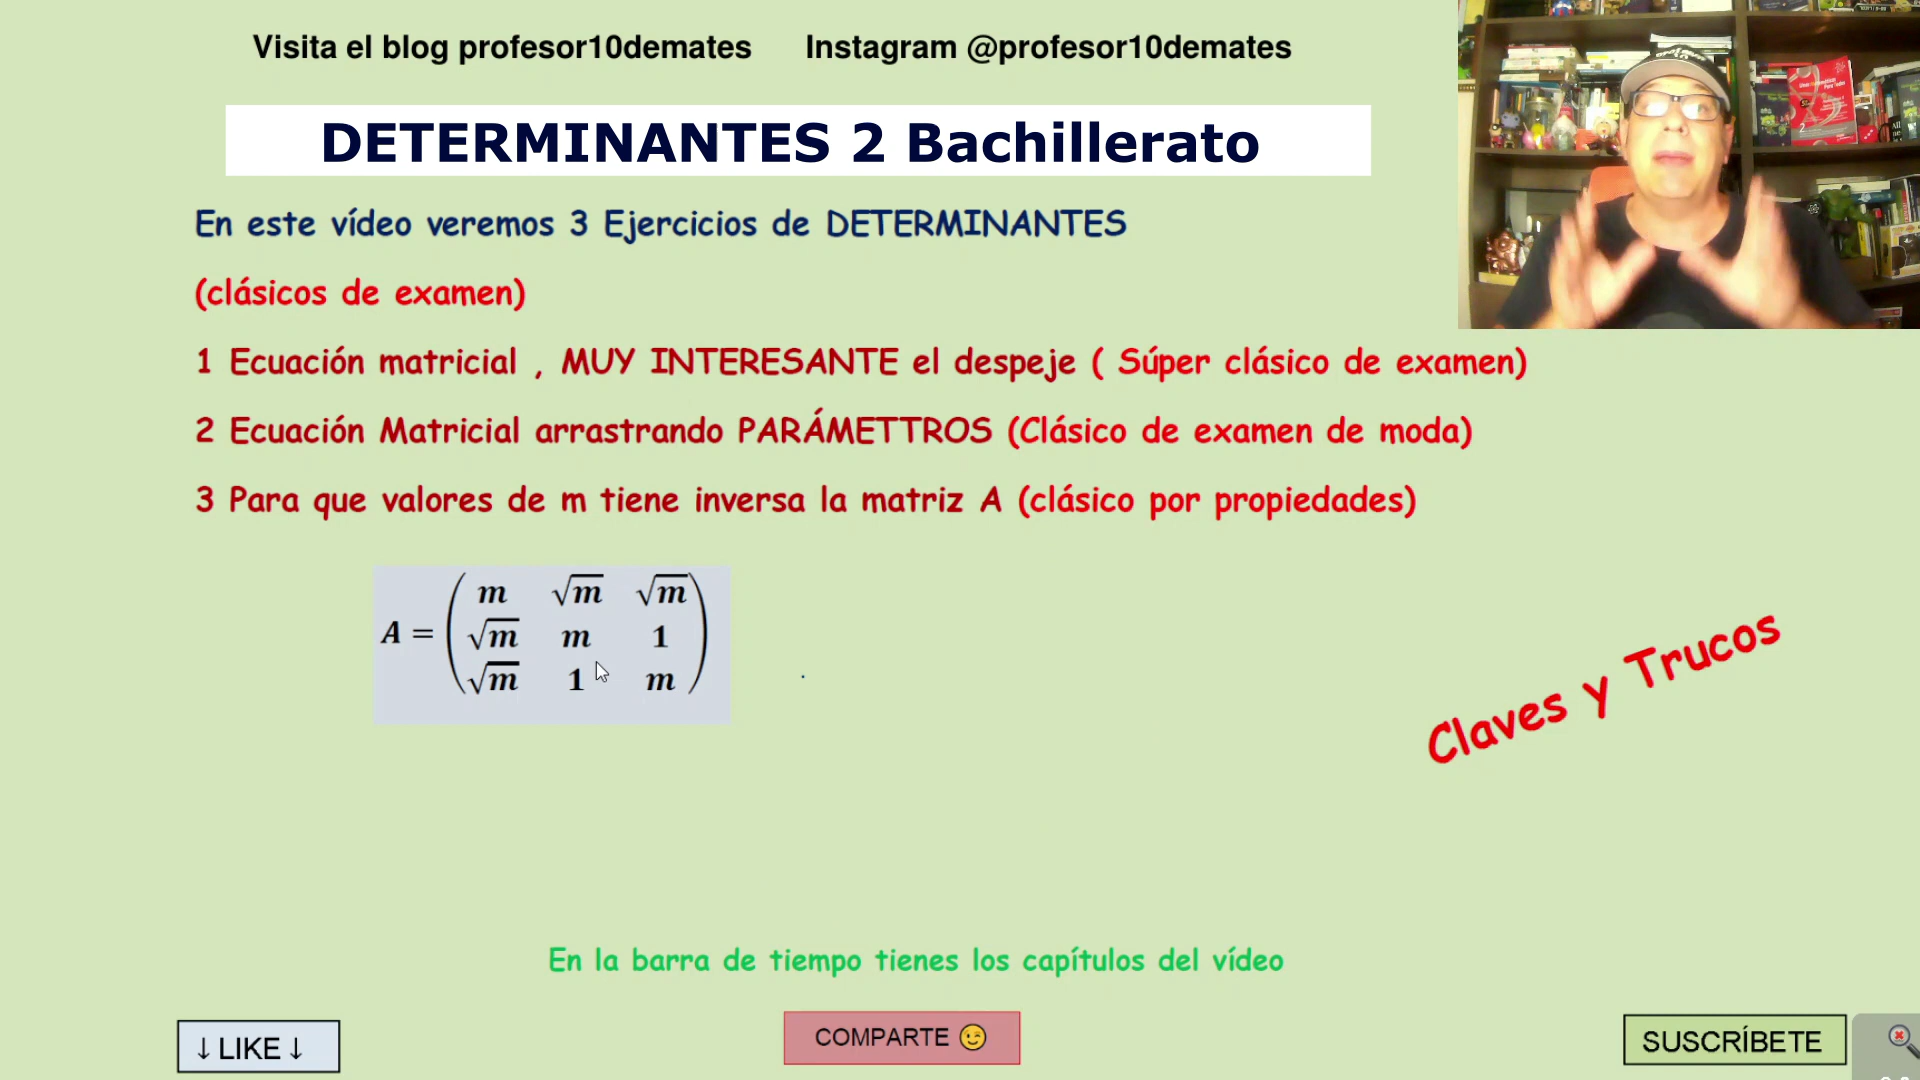 Visita el blog profesor10demates Instagram @profesor10demates
DETERMINANTES 2 Bachillerato
En este vídeo veremos 3 Ejercicios de DETERMINANTES
(clásicos de examen)
1 Ecuación matricial , MUY INTERESANTE el despeje ( Súper clásico de examen)
2 Ecuación Matricial arrastrando PARÁMETTROS (Clásico de examen de moda)
3 Para que valores de m tiene inversa la matriz A (clásico por propiedades)
m √m √m
A = √m m 1
√m 1 m
Claves y Trucos
En la barra de tiempo tienes los capítulos del vídeo
↓ LIKE ↓
COMPARTE 😉
SUSCRÍBETE